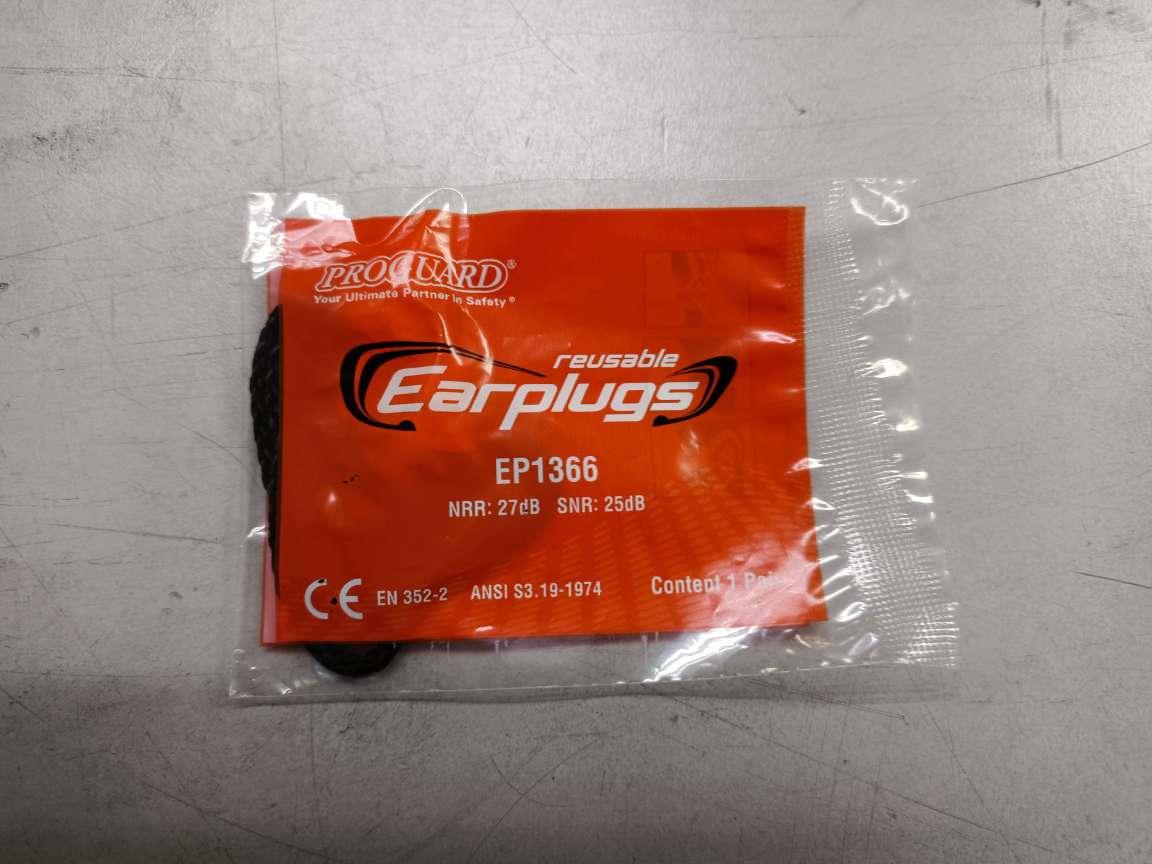 PROGUARD®
Your Ultimate Partner In Safety®
reusable
Earplugs
EP1366
NRR: 27dB SNR: 25dB
CE EN 352-2 ANSI S3.19-1974 Content 1 Pair